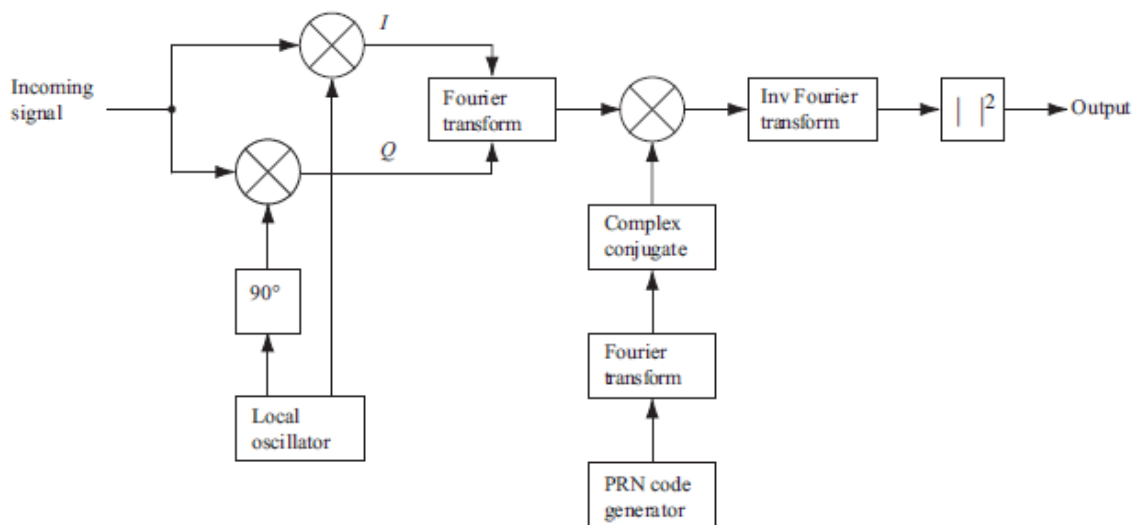 I
Incoming
signal
Fourier
transform
Inv Fourier
transform
| |²
Output
Q
Complex
conjugate
90°
Fourier
transform
Local
oscillator
PRN code
generator